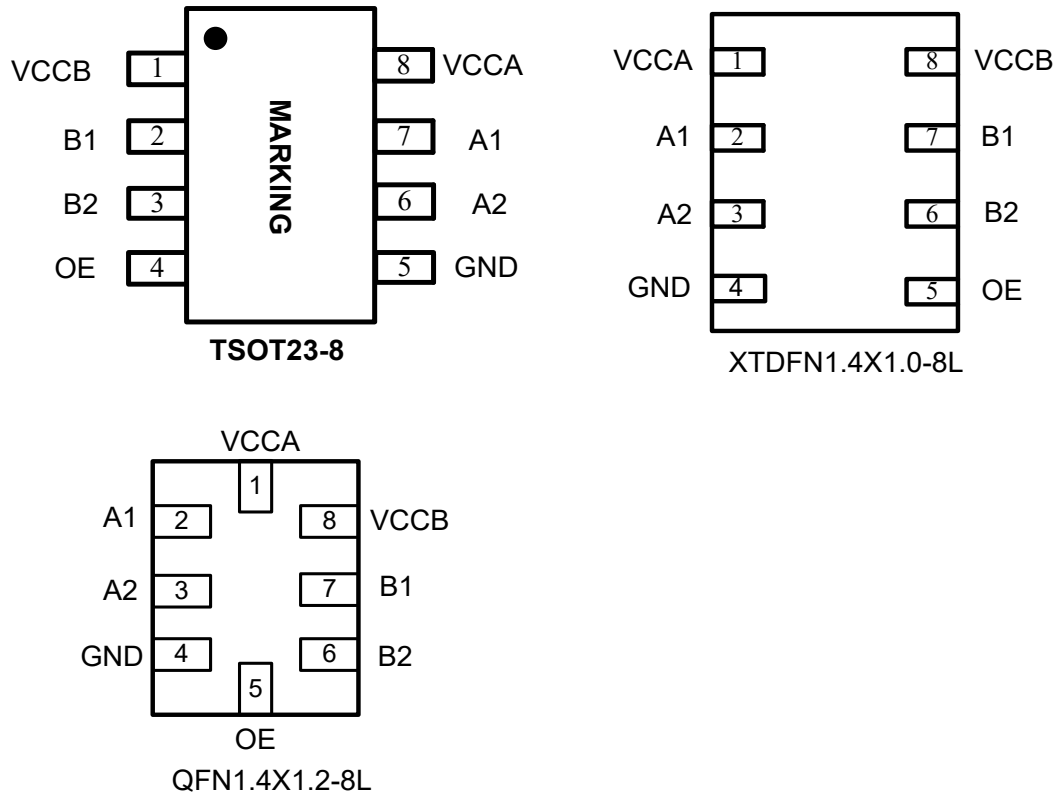 VCCB 1 8 VCCA
B1 2 7 A1
B2 3 6 A2
OE 4 5 GND
MARKING
TSOT23-8
VCCA 1 8 VCCB
A1 2 7 B1
A2 3 6 B2
GND 4 5 OE
XTDFN1.4X1.0-8L
VCCA
1
A1 2 8 VCCB
A2 3 7 B1
GND 4 6 B2
5
OE
QFN1.4X1.2-8L